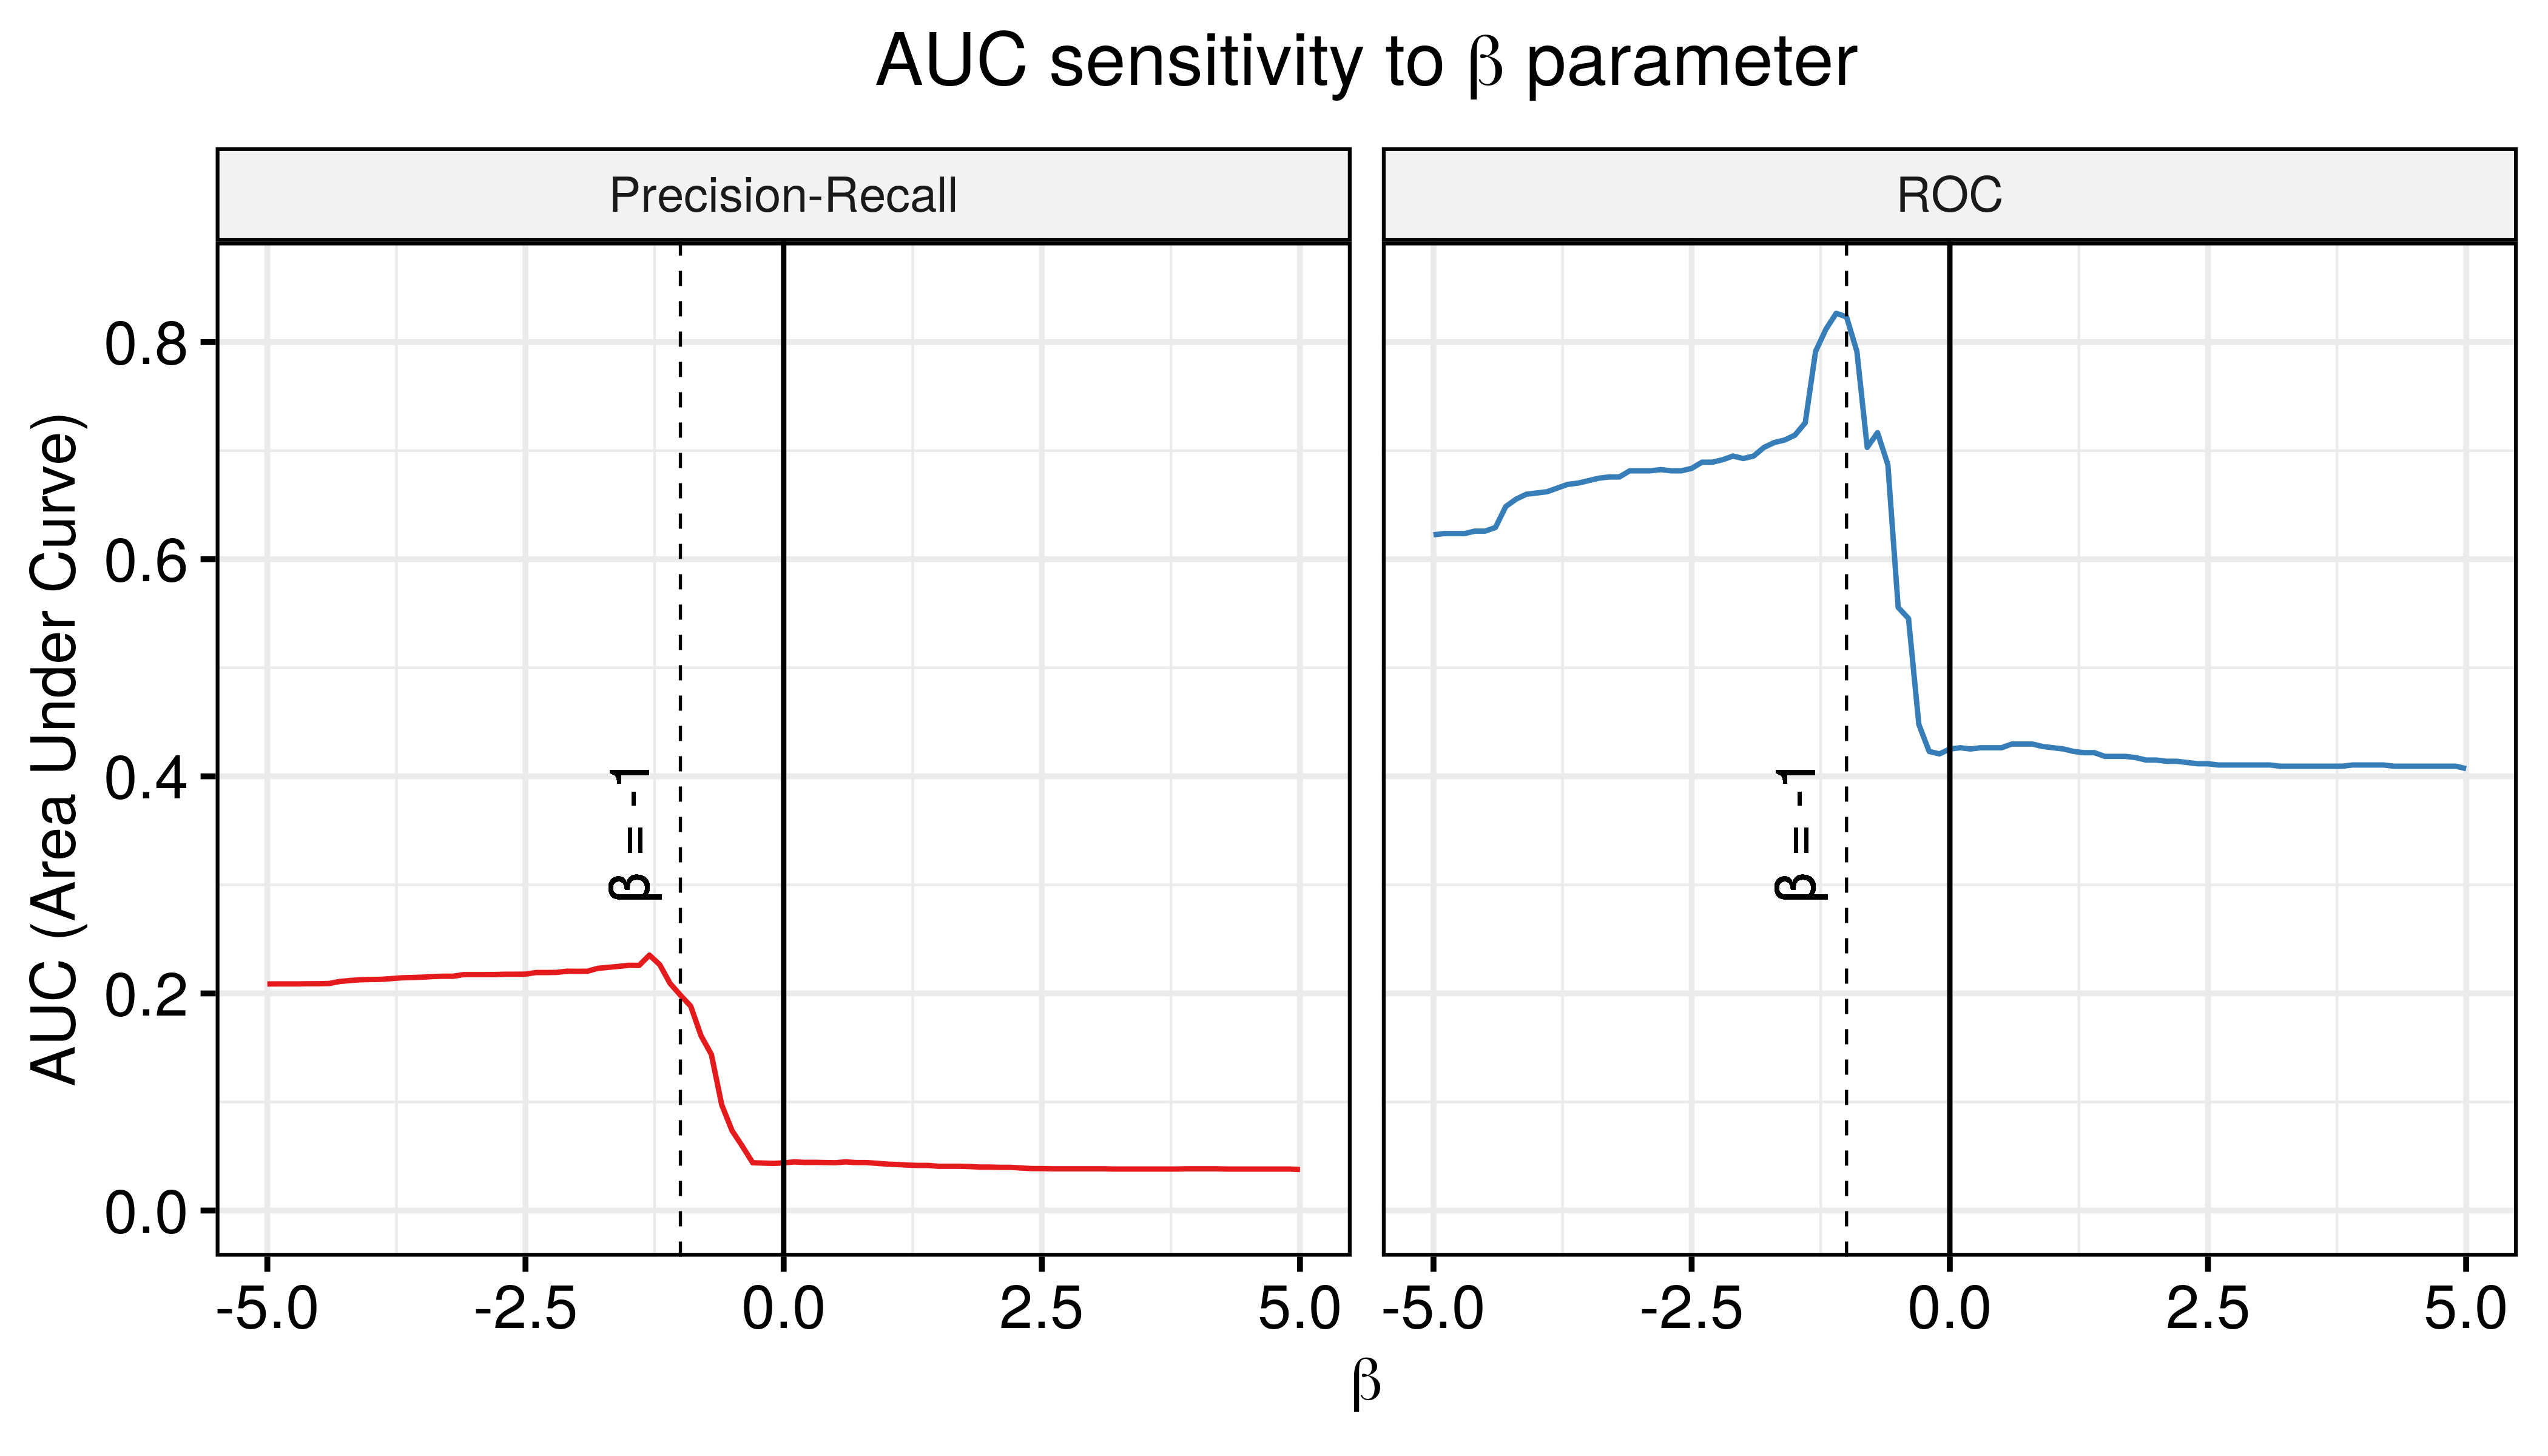 AUC sensitivity to β parameter
Precision-Recall
ROC
AUC (Area Under Curve)
0.8
0.6
0.4
0.2
0.0
β = -1
β = -1
-5.0 -2.5 0.0 2.5 5.0
-5.0 -2.5 0.0 2.5 5.0
β